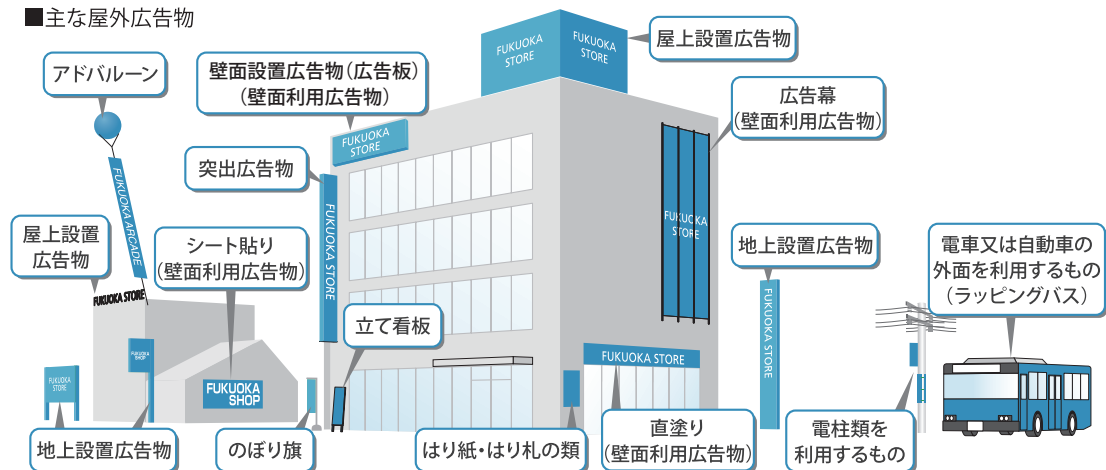 ■主な屋外広告物
アドバルーン
壁面設置広告物(広告板)
(壁面利用広告物)
FUKUOKA
STORE
FUKUOKA
STORE
屋上設置広告物
広告幕
(壁面利用広告物)
FUKUOKA
STORE
突出広告物
FUKUOKA STORE
FUKUOKA ARCADE
屋上設置
広告物
FUKUOKA STORE
シート貼り
(壁面利用広告物)
FUKUOKA
STORE
地上設置広告物
FUKUOKA STORE
電車又は自動車の
外面を利用するもの
(ラッピングバス)
立て看板
FUKUOKA STORE
FUKUOKA
SHOP
FUKUOKA
STORE
FUKUOKA
SHOP
地上設置広告物
のぼり旗
はり紙・はり札の類
直塗り
(壁面利用広告物)
電柱類を
利用するもの